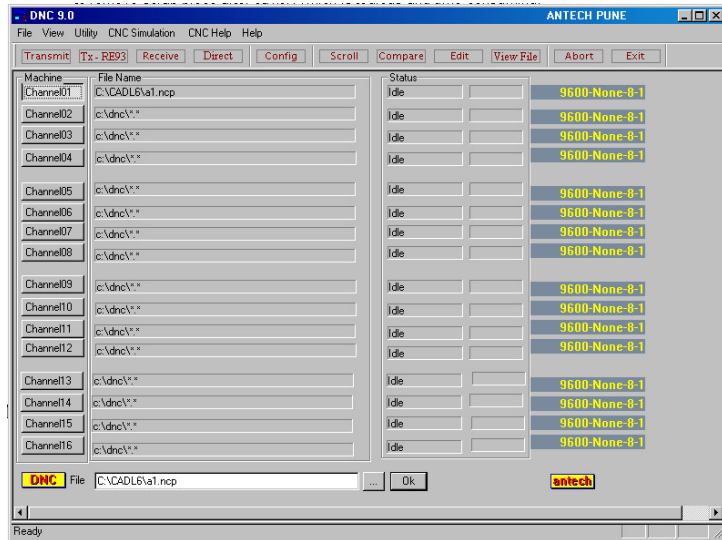 DNC 9.0 ANTECH PUNE
File View Utility CNC Simulation CNC Help Help
Transmit Tx - RE93 Receive Direct Config Scroll Compare Edit View File Abort Exit
Machine File Name Status
Channel01 C:\CADL6\a1.ncp Idle 9600-None-8-1
Channel02 c:\dnc\*.* Idle 9600-None-8-1
Channel03 c:\dnc\*.* Idle 9600-None-8-1
Channel04 c:\dnc\*.* Idle 9600-None-8-1
Channel05 c:\dnc\*.* Idle 9600-None-8-1
Channel06 c:\dnc\*.* Idle 9600-None-8-1
Channel07 c:\dnc\*.* Idle 9600-None-8-1
Channel08 c:\dnc\*.* Idle 9600-None-8-1
Channel09 c:\dnc\*.* Idle 9600-None-8-1
Channel10 c:\dnc\*.* Idle 9600-None-8-1
Channel11 c:\dnc\*.* Idle 9600-None-8-1
Channel12 c:\dnc\*.* Idle 9600-None-8-1
Channel13 c:\dnc\*.* Idle 9600-None-8-1
Channel14 c:\dnc\*.* Idle 9600-None-8-1
Channel15 c:\dnc\*.* Idle 9600-None-8-1
Channel16 c:\dnc\*.* Idle 9600-None-8-1
DNC File C:\CADL6\a1.ncp ... Ok antech
Ready